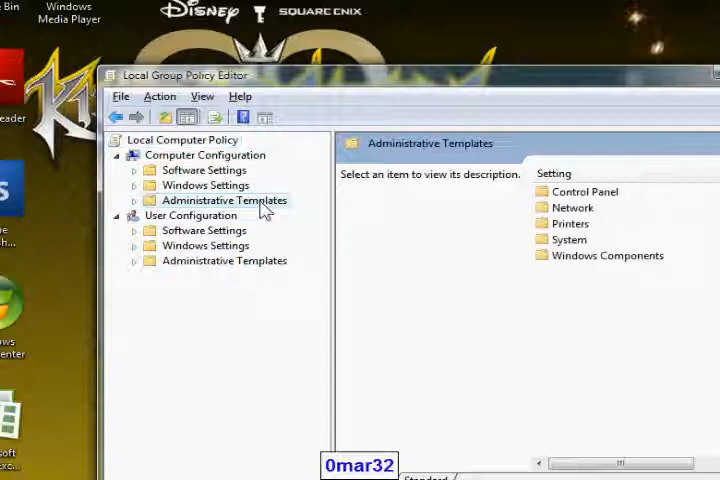 Bin
Windows
Media Player
DISNEY
SQUARE ENIX
Local Group Policy Editor
File Action View Help
Local Computer Policy
Computer Configuration
Software Settings
Windows Settings
Administrative Templates
User Configuration
Software Settings
Windows Settings
Administrative Templates
Administrative Templates
Select an item to view its description.
Setting
Control Panel
Network
Printers
System
Windows Components
Standard
0mar32